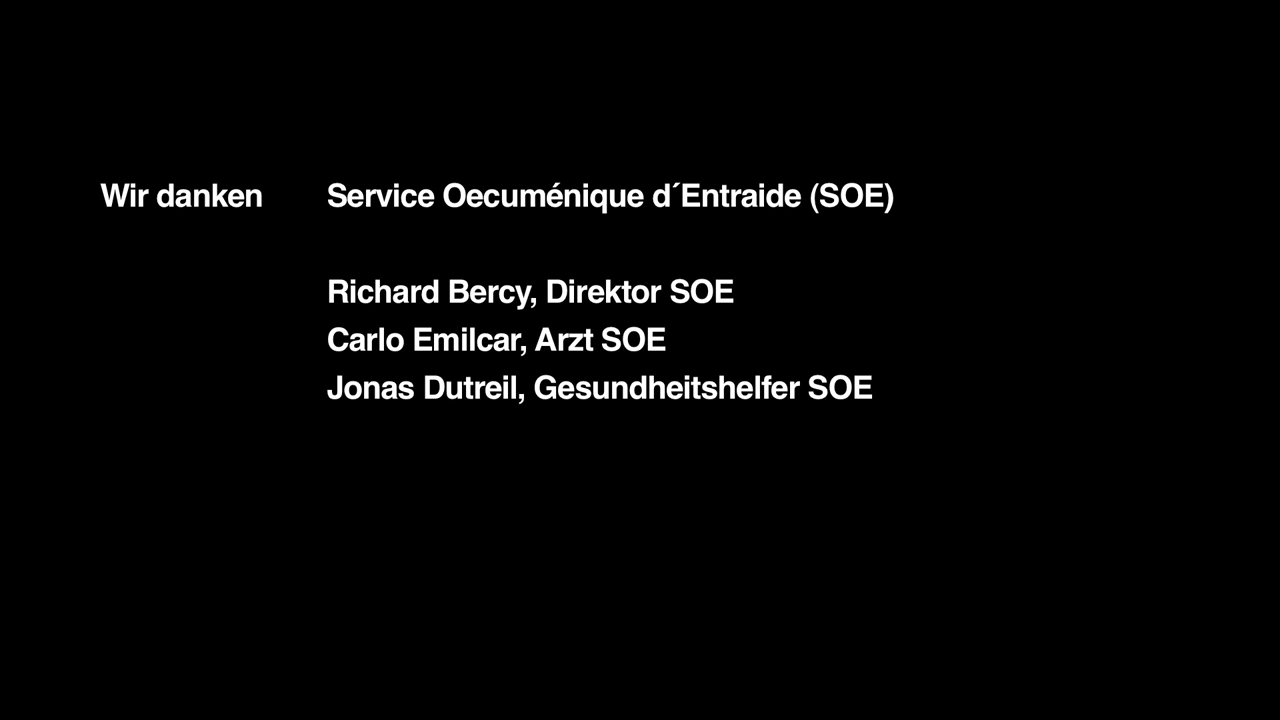 Wir danken Service Oecuménique d´Entraide (SOE)
Richard Bercy, Direktor SOE
Carlo Emilcar, Arzt SOE
Jonas Dutreil, Gesundheitshelfer SOE